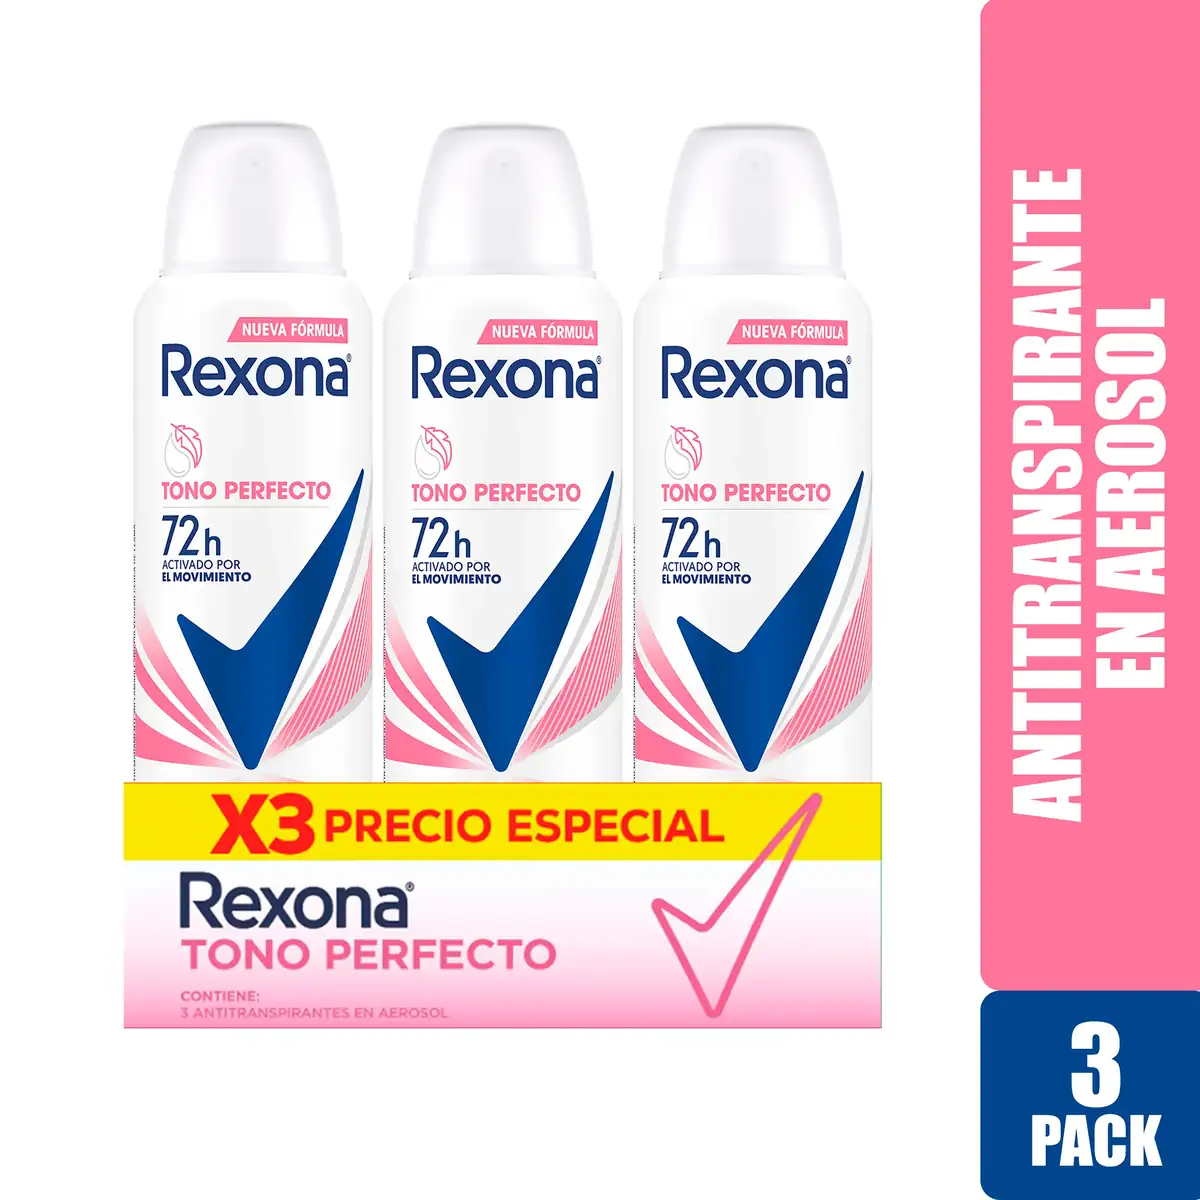 NUEVA FÓRMULA
Rexona®
TONO PERFECTO
72h
ACTIVADO POR
EL MOVIMIENTO
NUEVA FÓRMULA
Rexona®
TONO PERFECTO
72h
ACTIVADO POR
EL MOVIMIENTO
NUEVA FÓRMULA
Rexona®
TONO PERFECTO
72h
ACTIVADO POR
EL MOVIMIENTO
X3 PRECIO ESPECIAL
Rexona®
TONO PERFECTO
CONTIENE:
3 ANTITRANSPIRANTES EN AEROSOL
ANTITRANSPIRANTE
EN AEROSOL
3
PACK